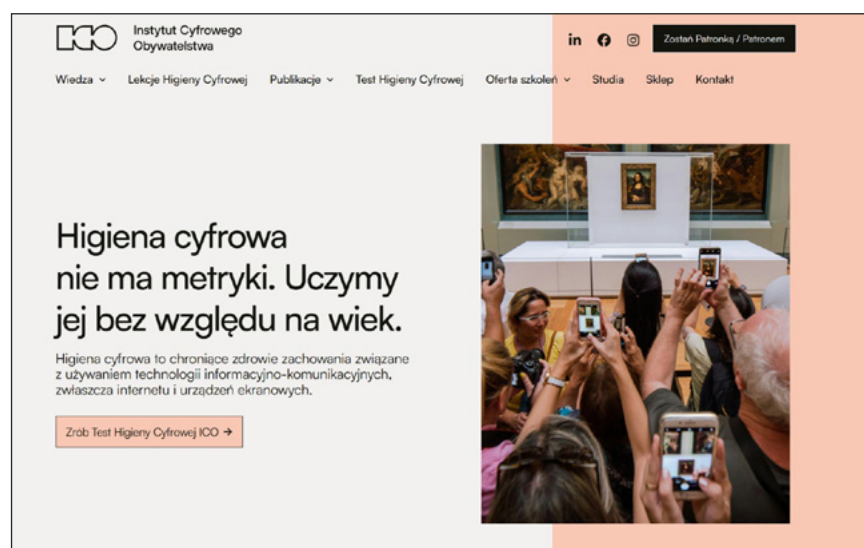 ICO
Instytut Cyfrowego
Obywatelstwa
in
Zostań Patronką / Patronem
Wiedza
Lekcje Higieny Cyfrowej
Publikacje
Test Higieny Cyfrowej
Oferta szkoleń
Studia
Sklep
Kontakt
Higiena cyfrowa
nie ma metryki. Uczymy
jej bez względu na wiek.
Higiena cyfrowa to chroniące zdrowie zachowania związane
z używaniem technologii informacyjno-komunikacyjnych,
zwłaszcza internetu i urządzeń ekranowych.
Zrób Test Higieny Cyfrowej ICO →